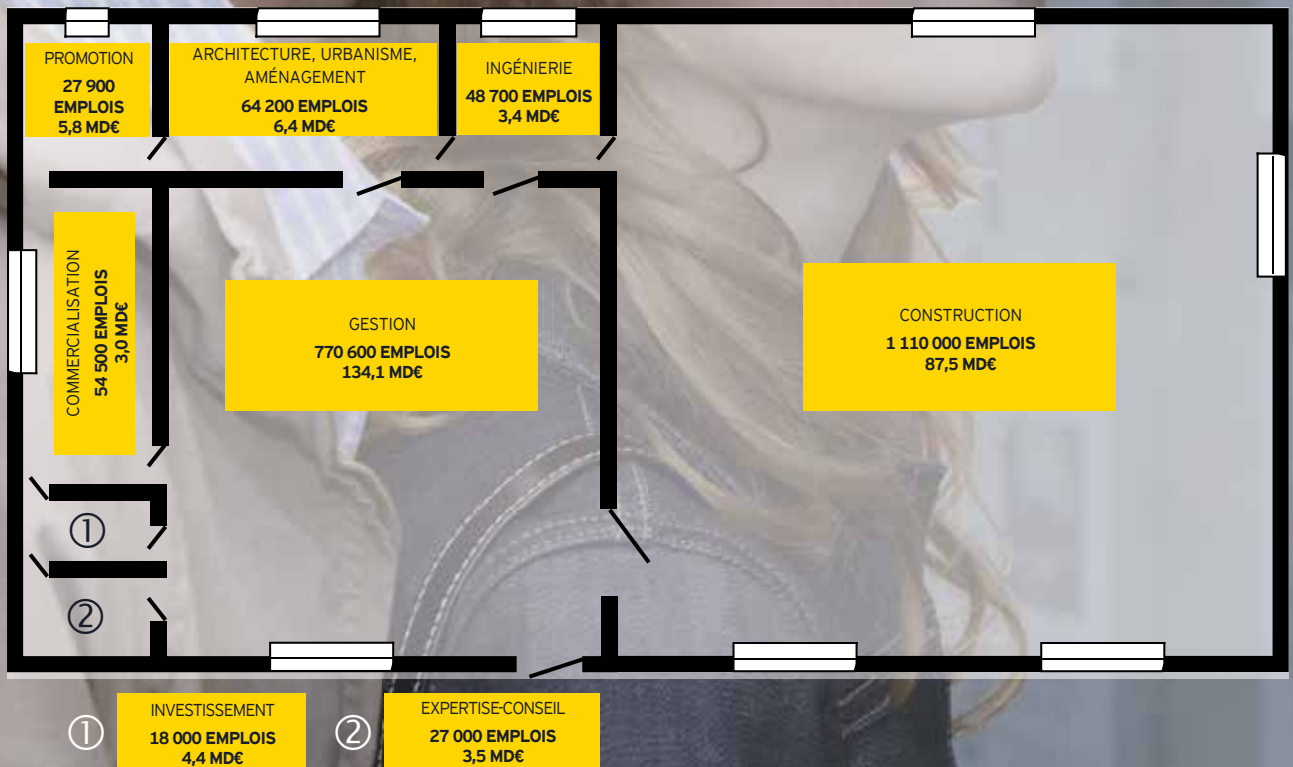 PROMOTION
27 900
EMPLOIS
5,8 MD€
ARCHITECTURE, URBANISME,
AMÉNAGEMENT
64 200 EMPLOIS
6,4 MD€
INGÉNIERIE
48 700 EMPLOIS
3,4 MD€
COMMERCIALISATION
54 500 EMPLOIS
3,0 MD€
GESTION
770 600 EMPLOIS
134,1 MD€
CONSTRUCTION
1 110 000 EMPLOIS
87,5 MD€
①
②
①
INVESTISSEMENT
18 000 EMPLOIS
4,4 MD€
②
EXPERTISE-CONSEIL
27 000 EMPLOIS
3,5 MD€